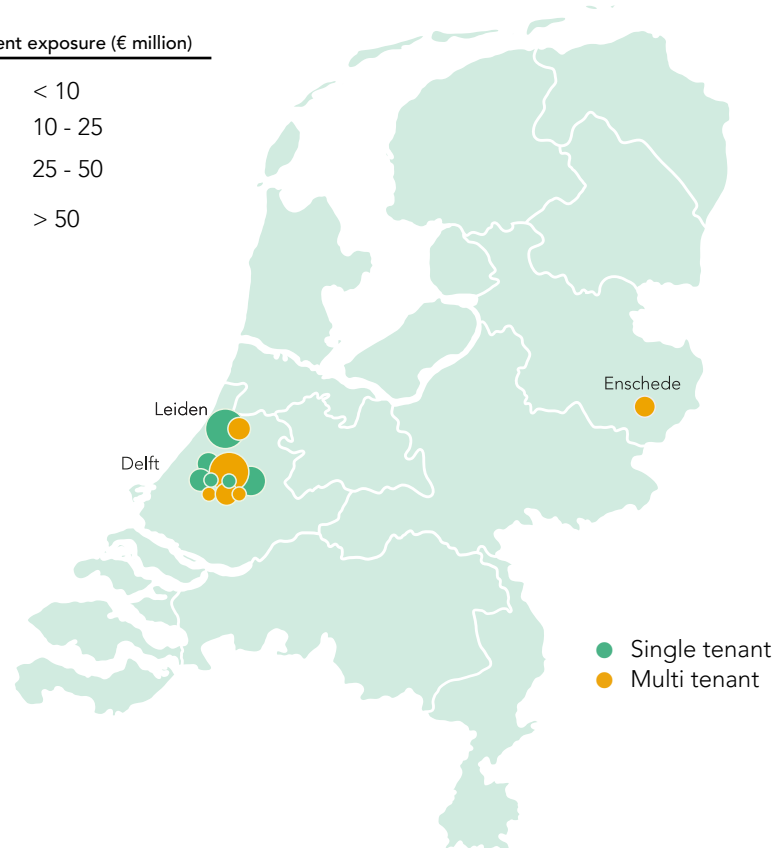 ent exposure (€ million)
< 10
10 - 25
25 - 50
> 50
Enschede
Leiden
Delft
Single tenant
Multi tenant